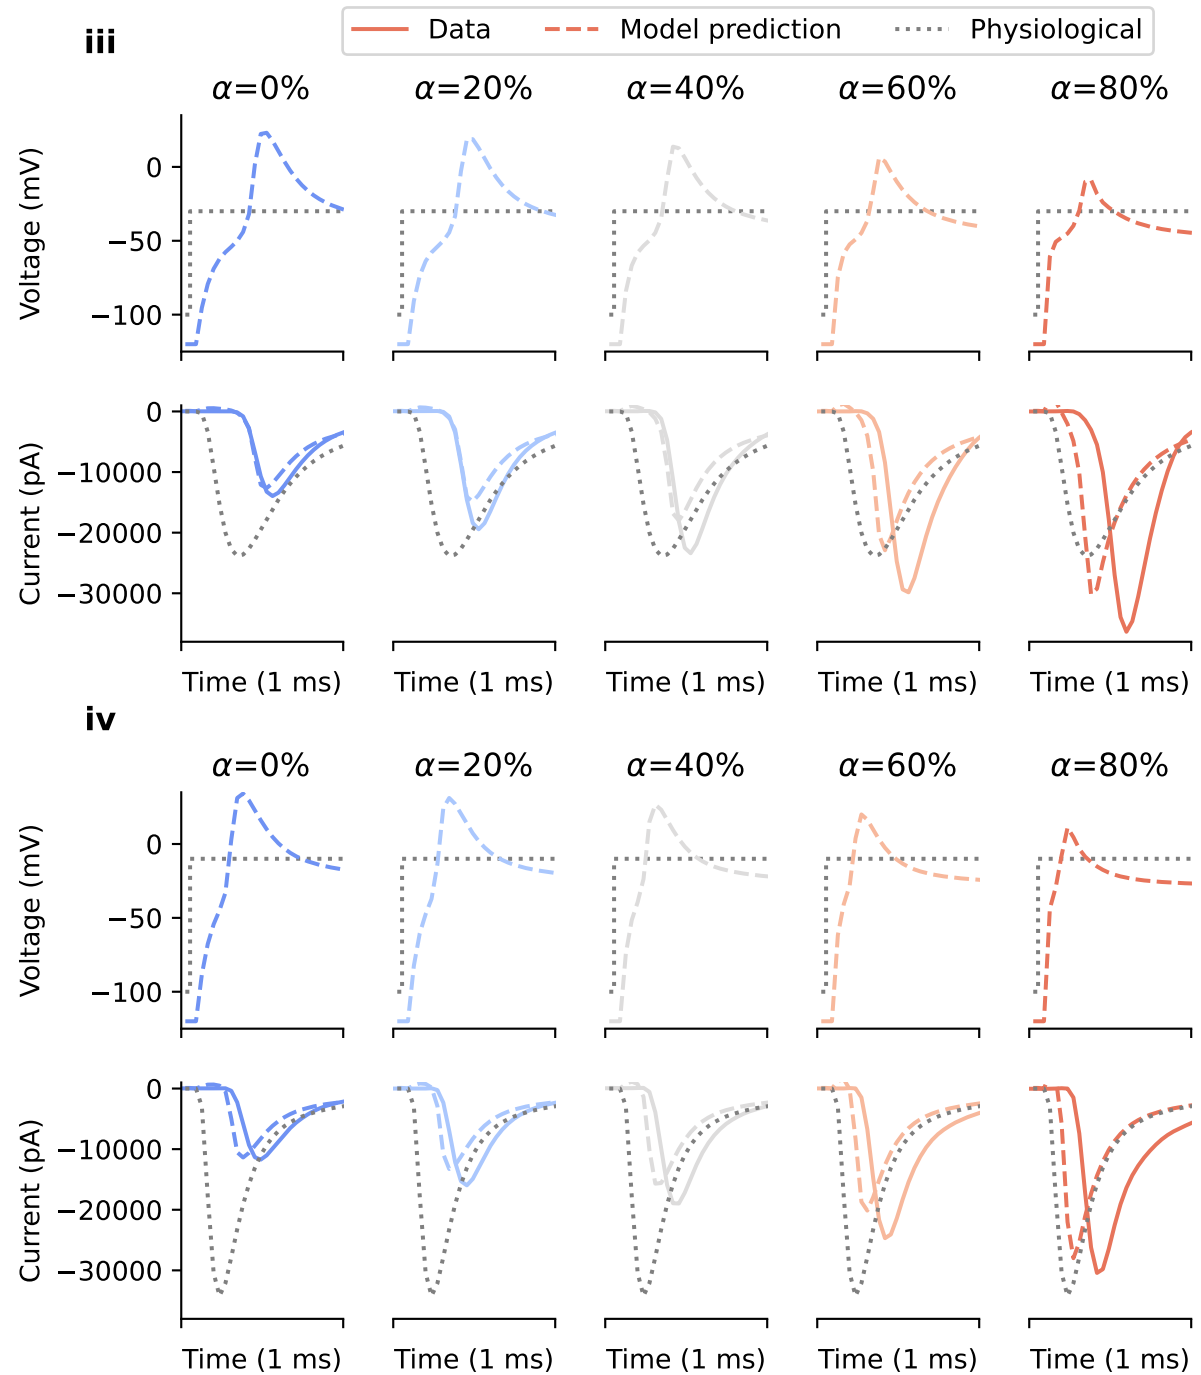 iii
Data Model prediction Physiological
α=0% α=20% α=40% α=60% α=80%
Voltage (mV)
0
−50
−100
Current (pA)
0
−10000
−20000
−30000
Time (1 ms) Time (1 ms) Time (1 ms) Time (1 ms) Time (1 ms)
iv
α=0% α=20% α=40% α=60% α=80%
Voltage (mV)
0
−50
−100
Current (pA)
0
−10000
−20000
−30000
Time (1 ms) Time (1 ms) Time (1 ms) Time (1 ms) Time (1 ms)